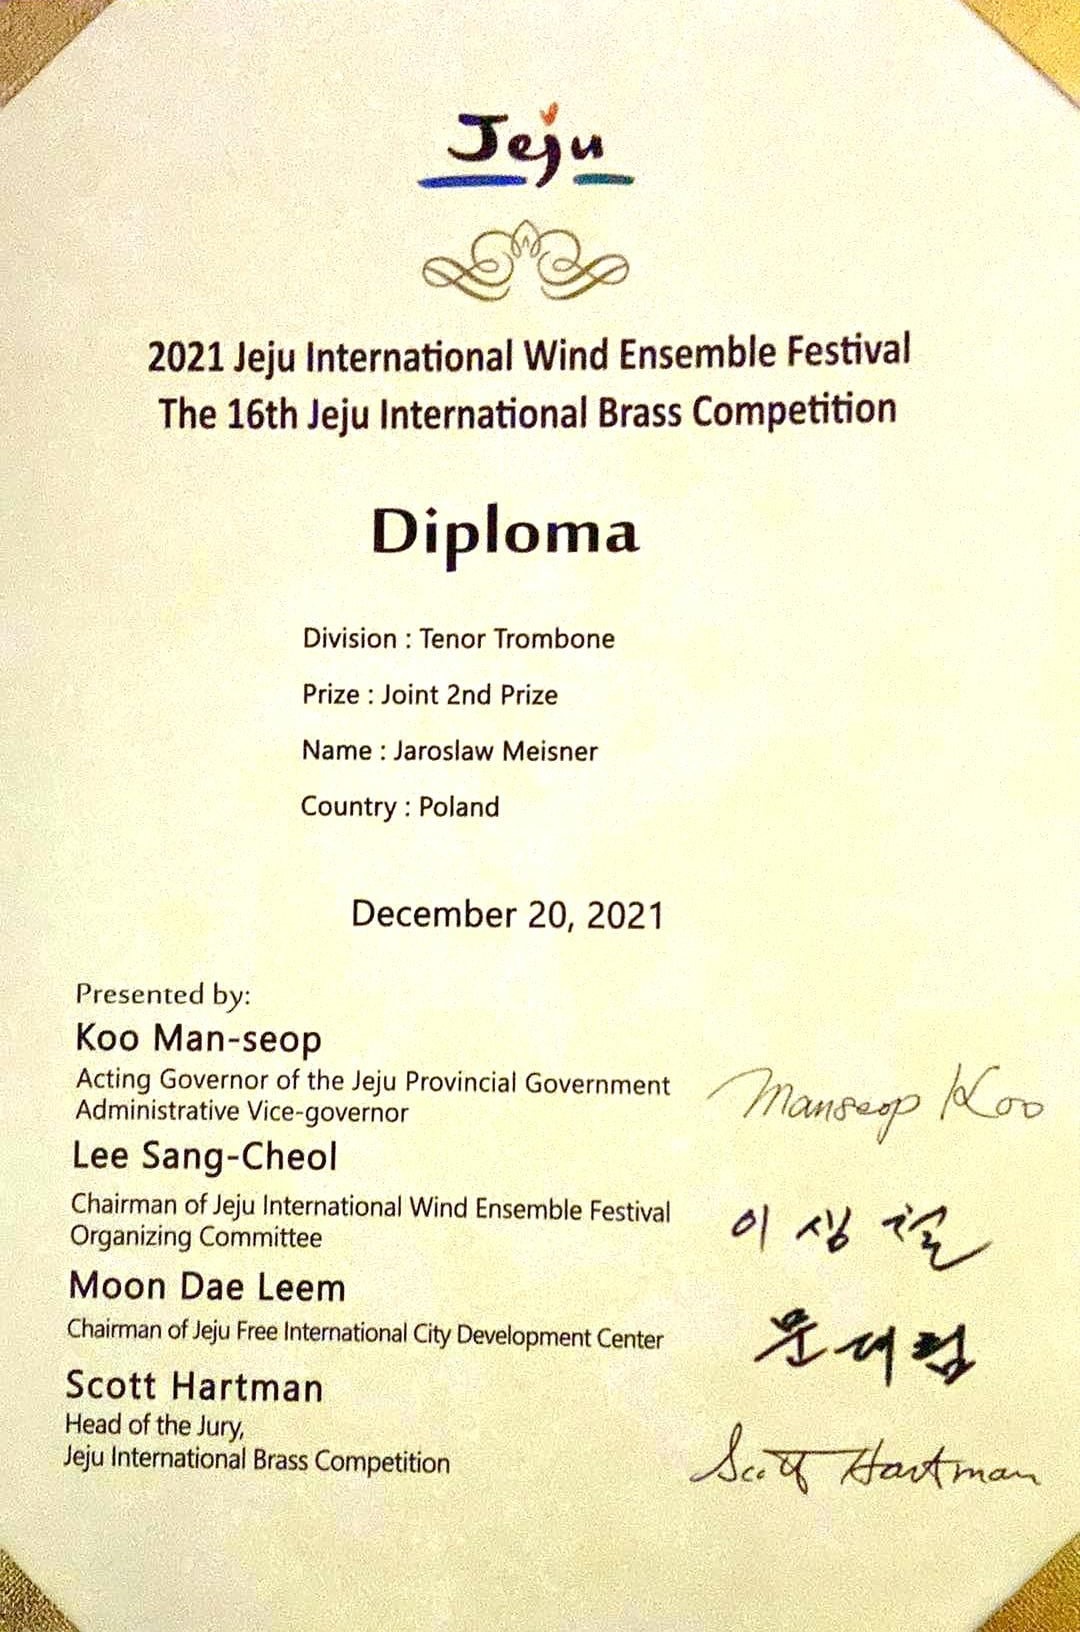 Jeju
2021 Jeju International Wind Ensemble Festival
The 16th Jeju International Brass Competition
Diploma
Division : Tenor Trombone
Prize : Joint 2nd Prize
Name : Jaroslaw Meisner
Country : Poland
December 20, 2021
Presented by:
Koo Man-seop
Acting Governor of the Jeju Provincial Government
Administrative Vice-governor
Manseop Koo
Lee Sang-Cheol
Chairman of Jeju International Wind Ensemble Festival
Organizing Committee
이 상 철
Moon Dae Leem
Chairman of Jeju Free International City Development Center
문 대 림
Scott Hartman
Head of the Jury,
Jeju International Brass Competition
Scott Hartman